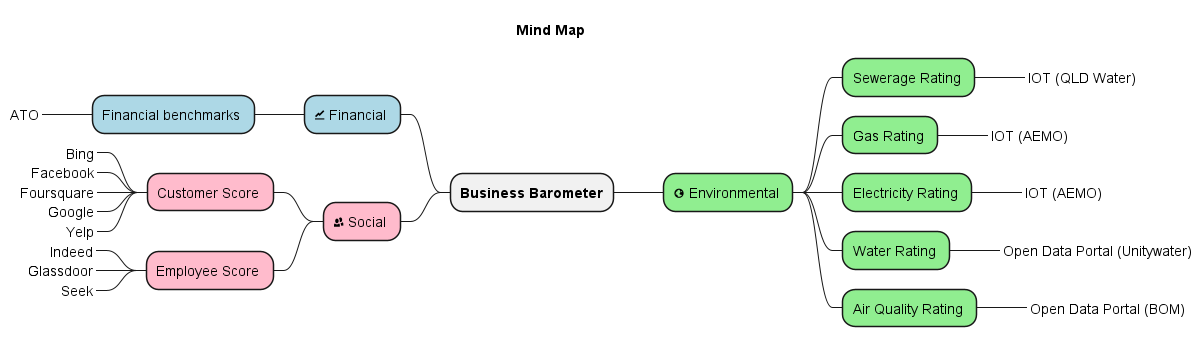 Mind Map
Business Barometer
Financial
Financial benchmarks
ATO
Social
Customer Score
Bing
Facebook
Foursquare
Google
Yelp
Employee Score
Indeed
Glassdoor
Seek
Environmental
Sewerage Rating
IOT (QLD Water)
Gas Rating
IOT (AEMO)
Electricity Rating
IOT (AEMO)
Water Rating
Open Data Portal (Unitywater)
Air Quality Rating
Open Data Portal (BOM)